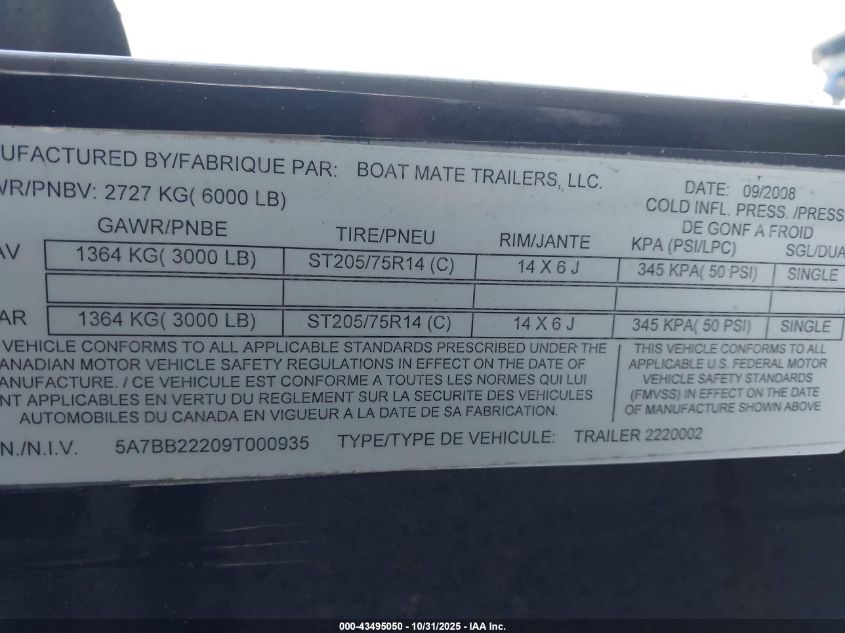 UFACTURED BY/FABRIQUE PAR: BOAT MATE TRAILERS, LLC. DATE: 09/2008
WR/PNBV: 2727 KG( 6000 LB) COLD INFL. PRESS. /PRESS
GAWR/PNBE TIRE/PNEU RIM/JANTE DE GONF A FROID
KPA (PSI/LPC) SGL/DUA
AV 1364 KG( 3000 LB) ST205/75R14 (C) 14 X 6 J 345 KPA( 50 PSI) SINGLE
AR 1364 KG( 3000 LB) ST205/75R14 (C) 14 X 6 J 345 KPA( 50 PSI) SINGLE
VEHICLE CONFORMS TO ALL APPLICABLE STANDARDS PRESCRIBED UNDER THE
ANADIAN MOTOR VEHICLE SAFETY REGULATIONS IN EFFECT ON THE DATE OF
ANUFACTURE. / CE VEHICULE EST CONFORME A TOUTES LES NORMES QUI LUI
NT APPLICABLES EN VERTU DU REGLEMENT SUR LA SECURITE DES VEHICULES
AUTOMOBILES DU CANADA EN VIGUEUR A LA DATE DE SA FABRICATION.
THIS VEHICLE CONFORMS TO ALL
APPLICABLE U.S. FEDERAL MOTOR
VEHICLE SAFETY STANDARDS
(FMVSS) IN EFFECT ON THE DATE
OF MANUFACTURE SHOWN ABOVE
N./N.I.V. 5A7BB22209T000935 TYPE/TYPE DE VEHICULE: TRAILER 2220002
000-43495050 - 10/31/2025 - IAA Inc.